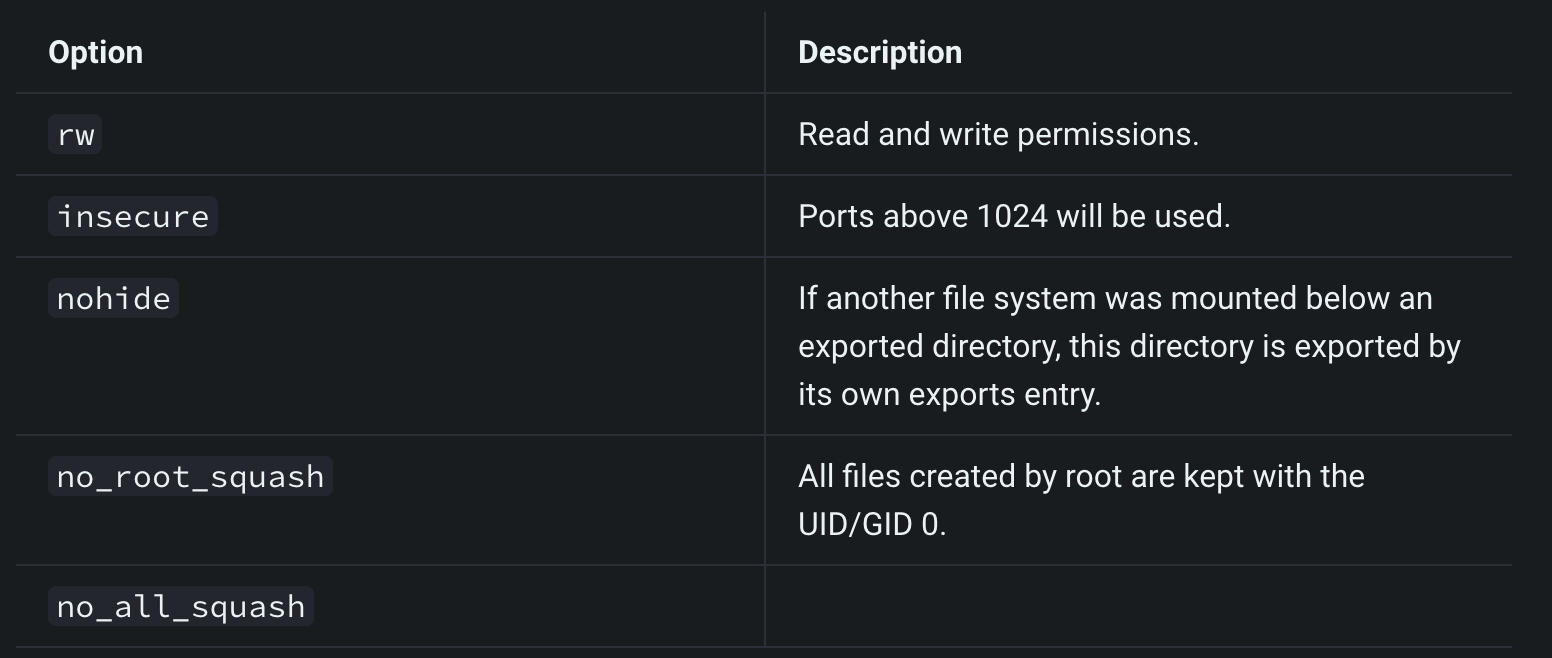 Option Description
rw Read and write permissions.
insecure Ports above 1024 will be used.
nohide If another file system was mounted below an
exported directory, this directory is exported by
its own exports entry.
no_root_squash All files created by root are kept with the
UID/GID 0.
no_all_squash